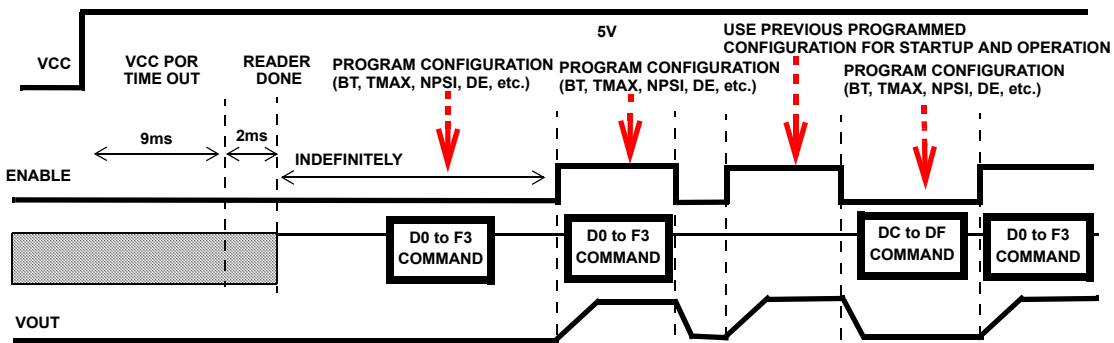 5V
USE PREVIOUS PROGRAMMED
CONFIGURATION FOR STARTUP AND OPERATION
VCC
VCC POR
TIME OUT
READER
DONE
PROGRAM CONFIGURATION
(BT, TMAX, NPSI, DE, etc.)
PROGRAM CONFIGURATION
(BT, TMAX, NPSI, DE, etc.)
PROGRAM CONFIGURATION
(BT, TMAX, NPSI, DE, etc.)
9ms
2ms
INDEFINITELY
ENABLE
D0 to F3
COMMAND
D0 to F3
COMMAND
DC to DF
COMMAND
D0 to F3
COMMAND
VOUT